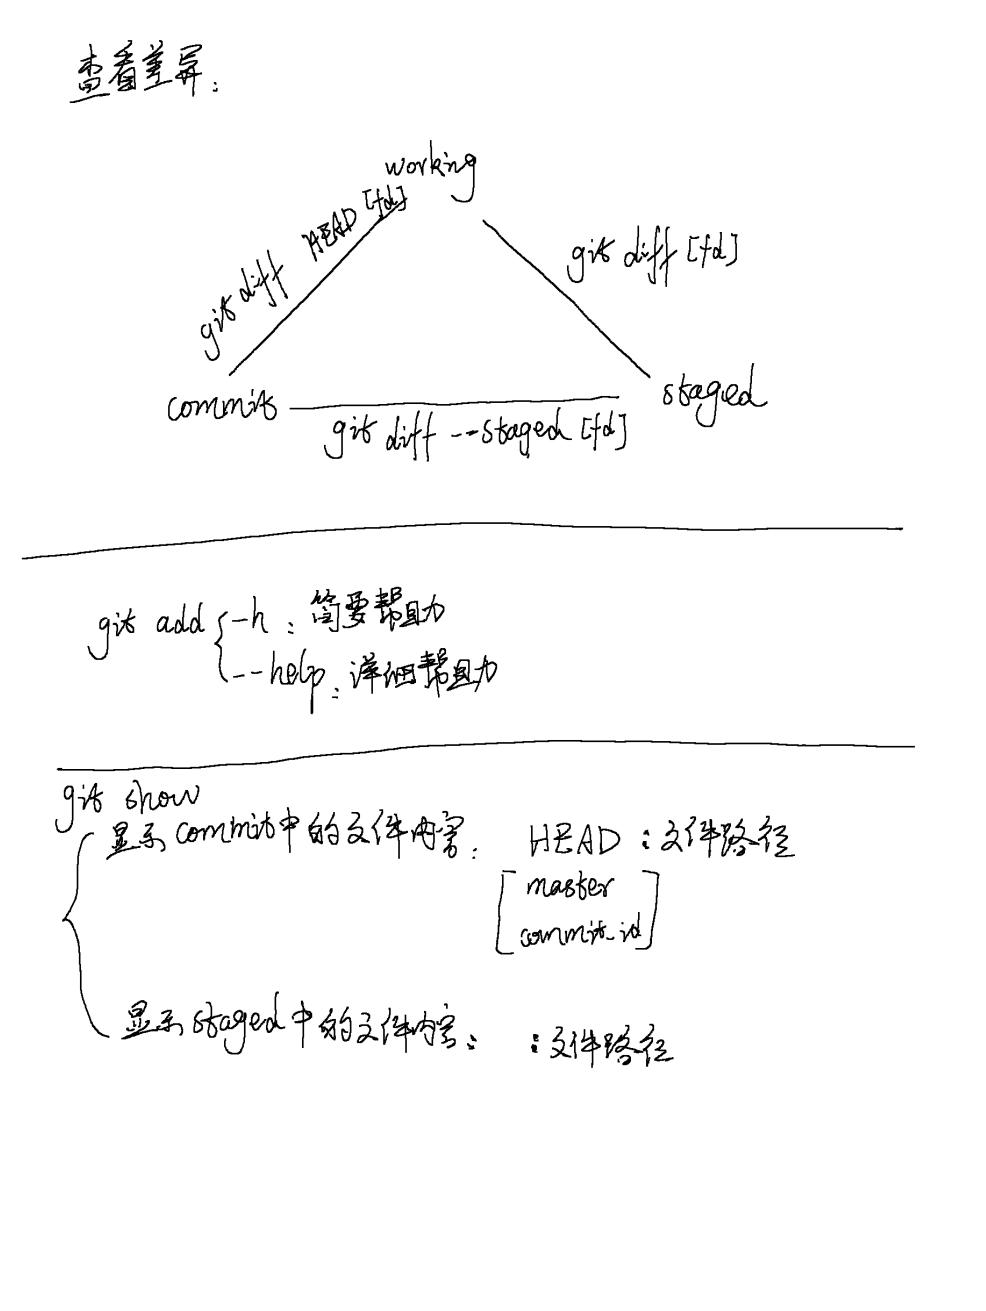 查看差异：
working
git diff HEAD [fd]
git diff [fd]
commit
staged
git diff --staged [fd]
git add
-h：简要帮助
--help：详细帮助
git show
显示commit中的文件内容： HEAD：文件路径
[master
commit_id]
显示staged中的文件内容： ：文件路径